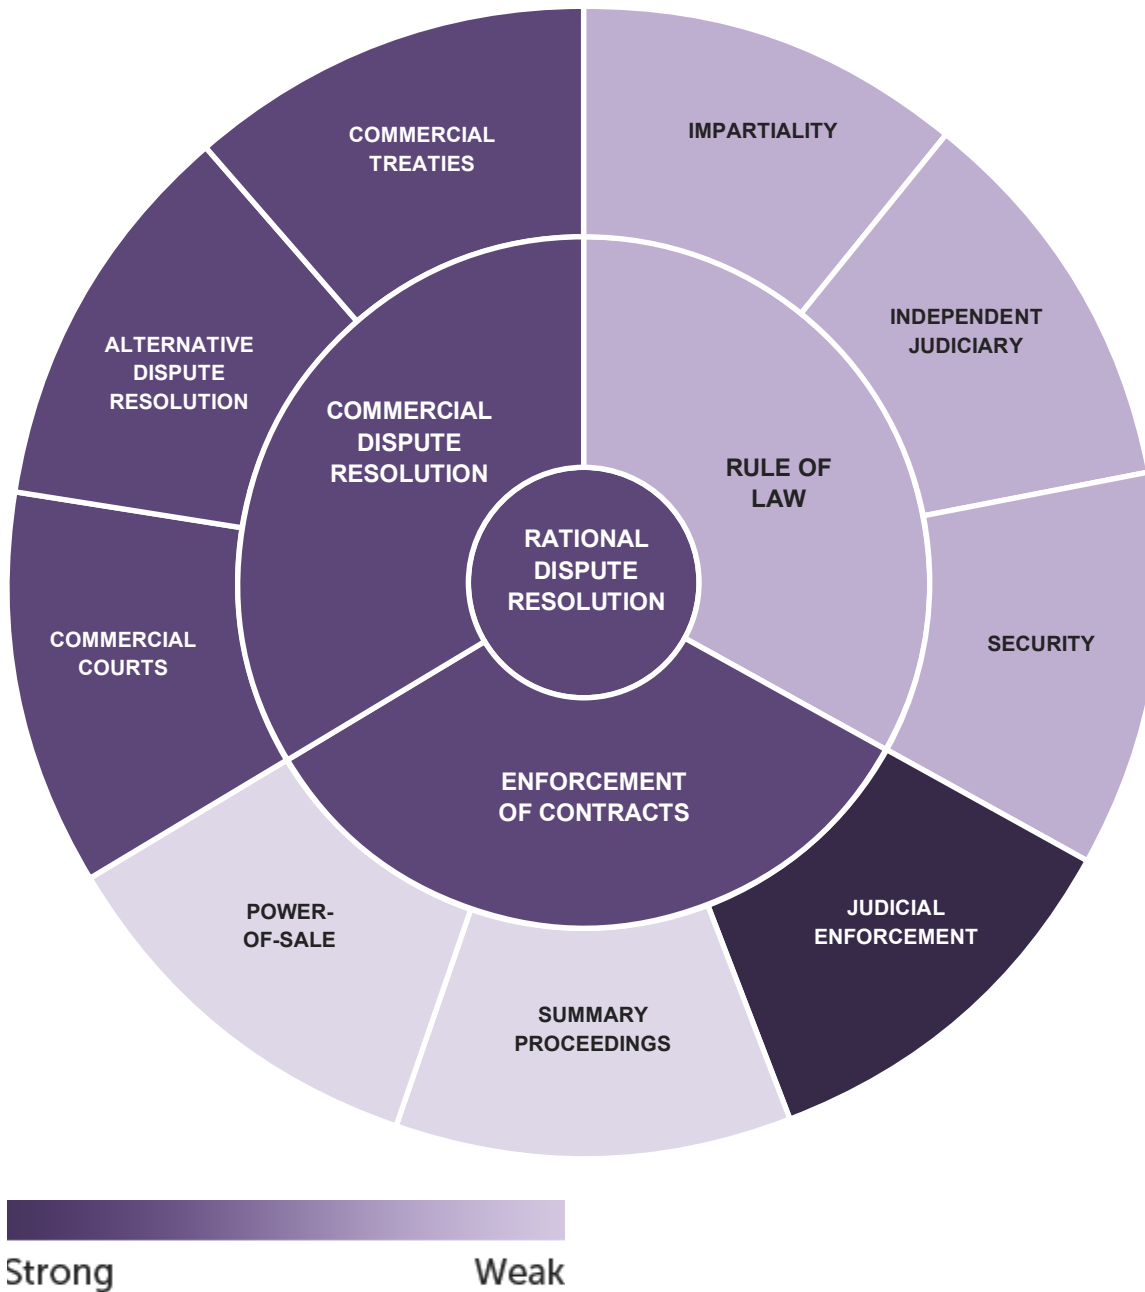 COMMERCIAL
TREATIES
IMPARTIALITY
ALTERNATIVE
DISPUTE
RESOLUTION
INDEPENDENT
JUDICIARY
COMMERCIAL
DISPUTE
RESOLUTION
RULE OF
LAW
RATIONAL
DISPUTE
RESOLUTION
COMMERCIAL
COURTS
SECURITY
ENFORCEMENT
OF CONTRACTS
POWER-
OF-SALE
SUMMARY
PROCEEDINGS
JUDICIAL
ENFORCEMENT
Strong
Weak